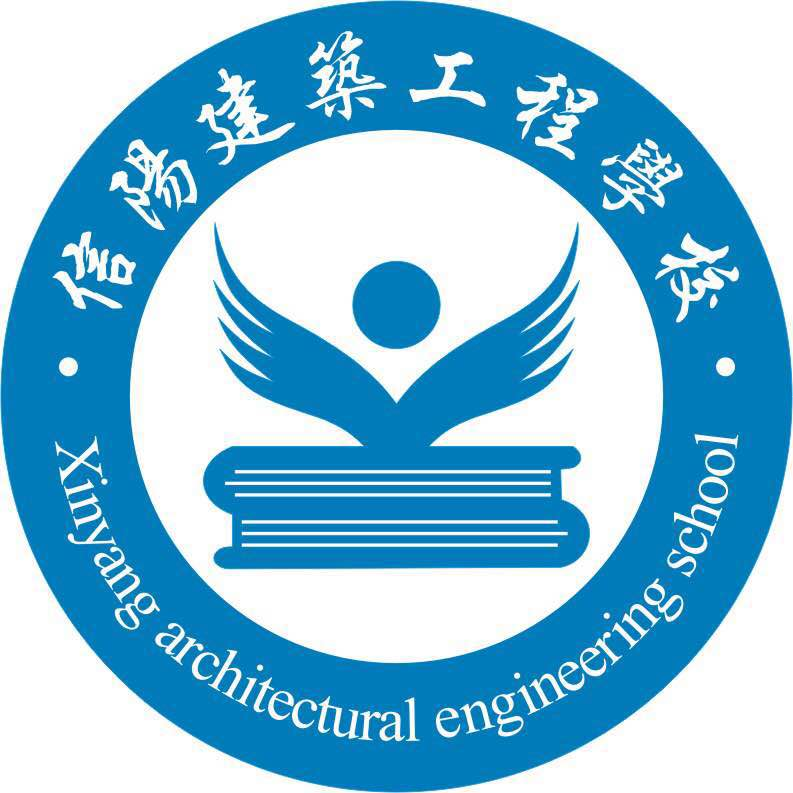 信陽建築工程學校
Xinyang architectural engineering school